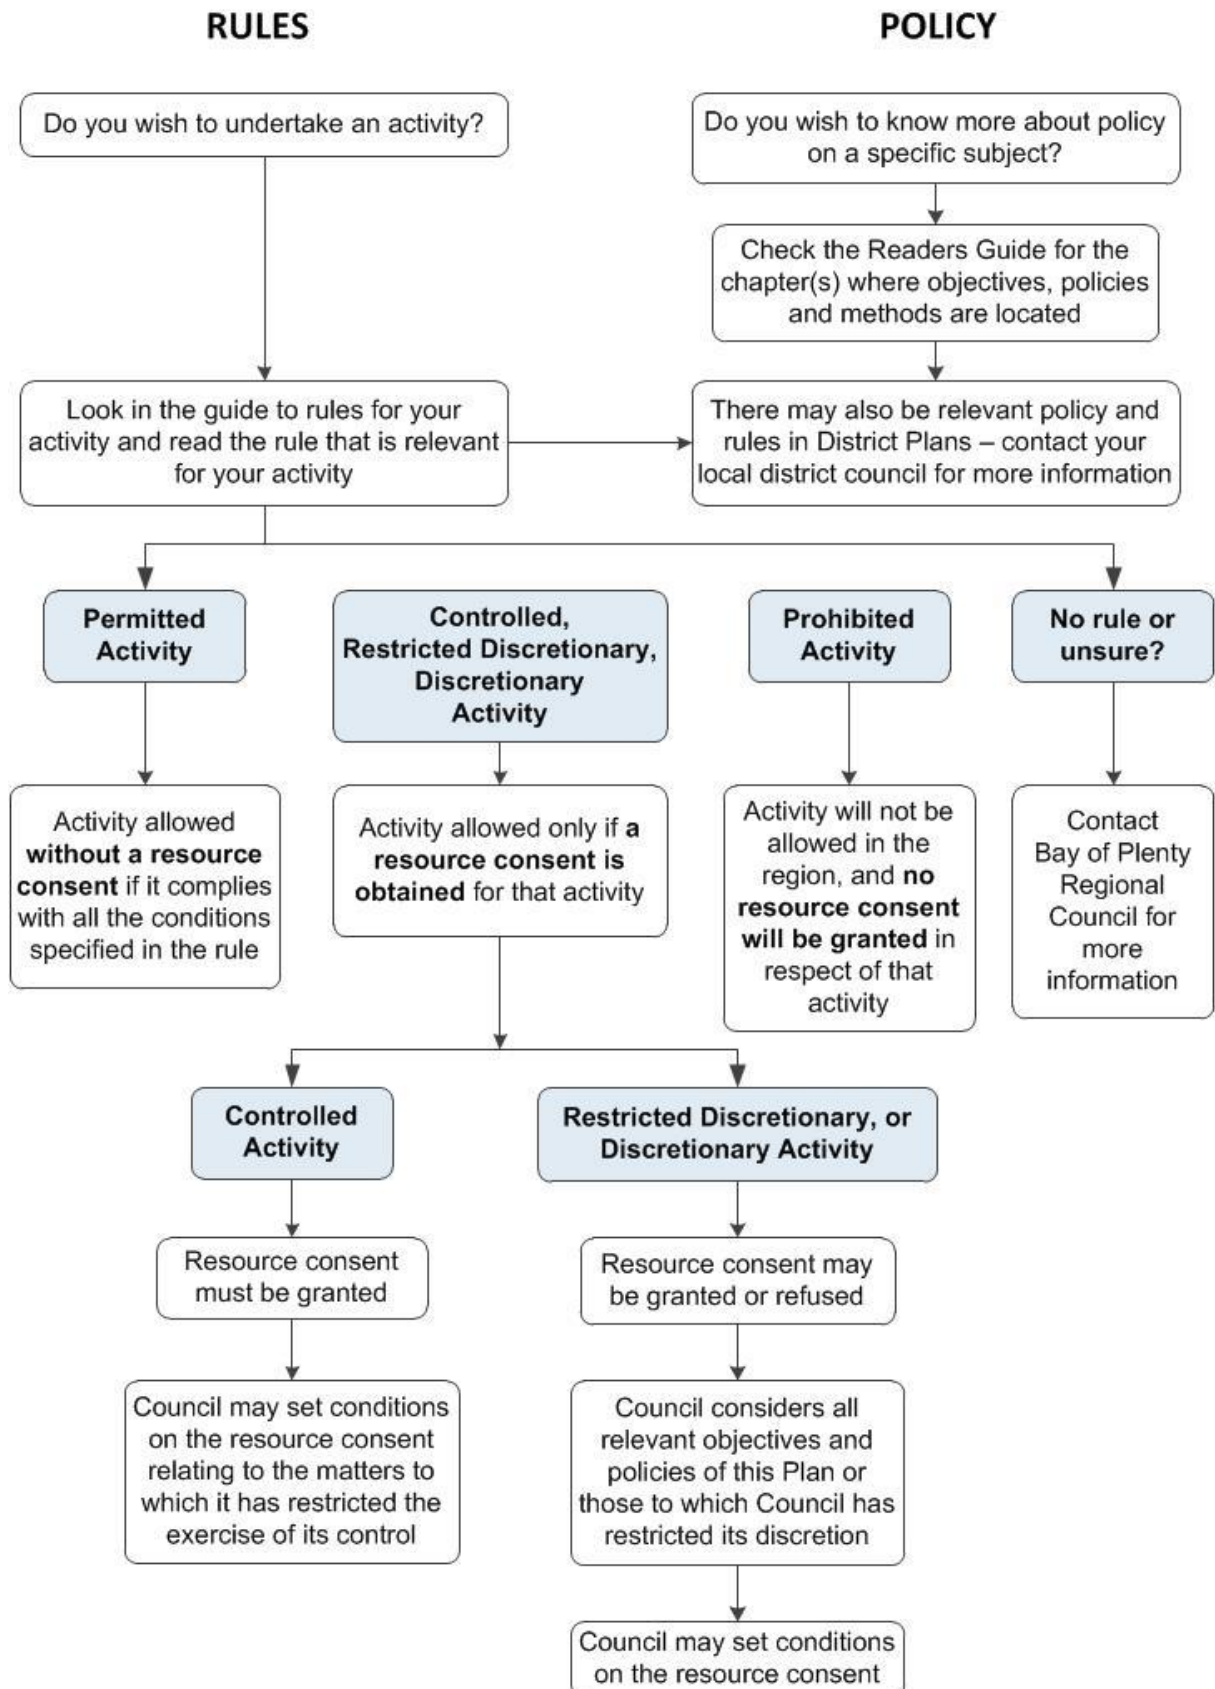 RULES
POLICY
Do you wish to undertake an activity?
Do you wish to know more about policy
on a specific subject?
Check the Readers Guide for the
chapter(s) where objectives, policies
and methods are located
Look in the guide to rules for your
activity and read the rule that is relevant
for your activity
There may also be relevant policy and
rules in District Plans – contact your
local district council for more information
Permitted
Activity
Controlled,
Restricted Discretionary,
Discretionary
Activity
Prohibited
Activity
No rule or
unsure?
Activity allowed
without a resource
consent if it complies
with all the conditions
specified in the rule
Activity allowed only if a
resource consent is
obtained for that activity
Activity will not be
allowed in the
region, and no
resource consent
will be granted in
respect of that
activity
Contact
Bay of Plenty
Regional
Council for
more
information
Controlled
Activity
Restricted Discretionary, or
Discretionary Activity
Resource consent
must be granted
Resource consent may
be granted or refused
Council may set conditions
on the resource consent
relating to the matters to
which it has restricted the
exercise of its control
Council considers all
relevant objectives and
policies of this Plan or
those to which Council has
restricted its discretion
Council may set conditions
on the resource consent